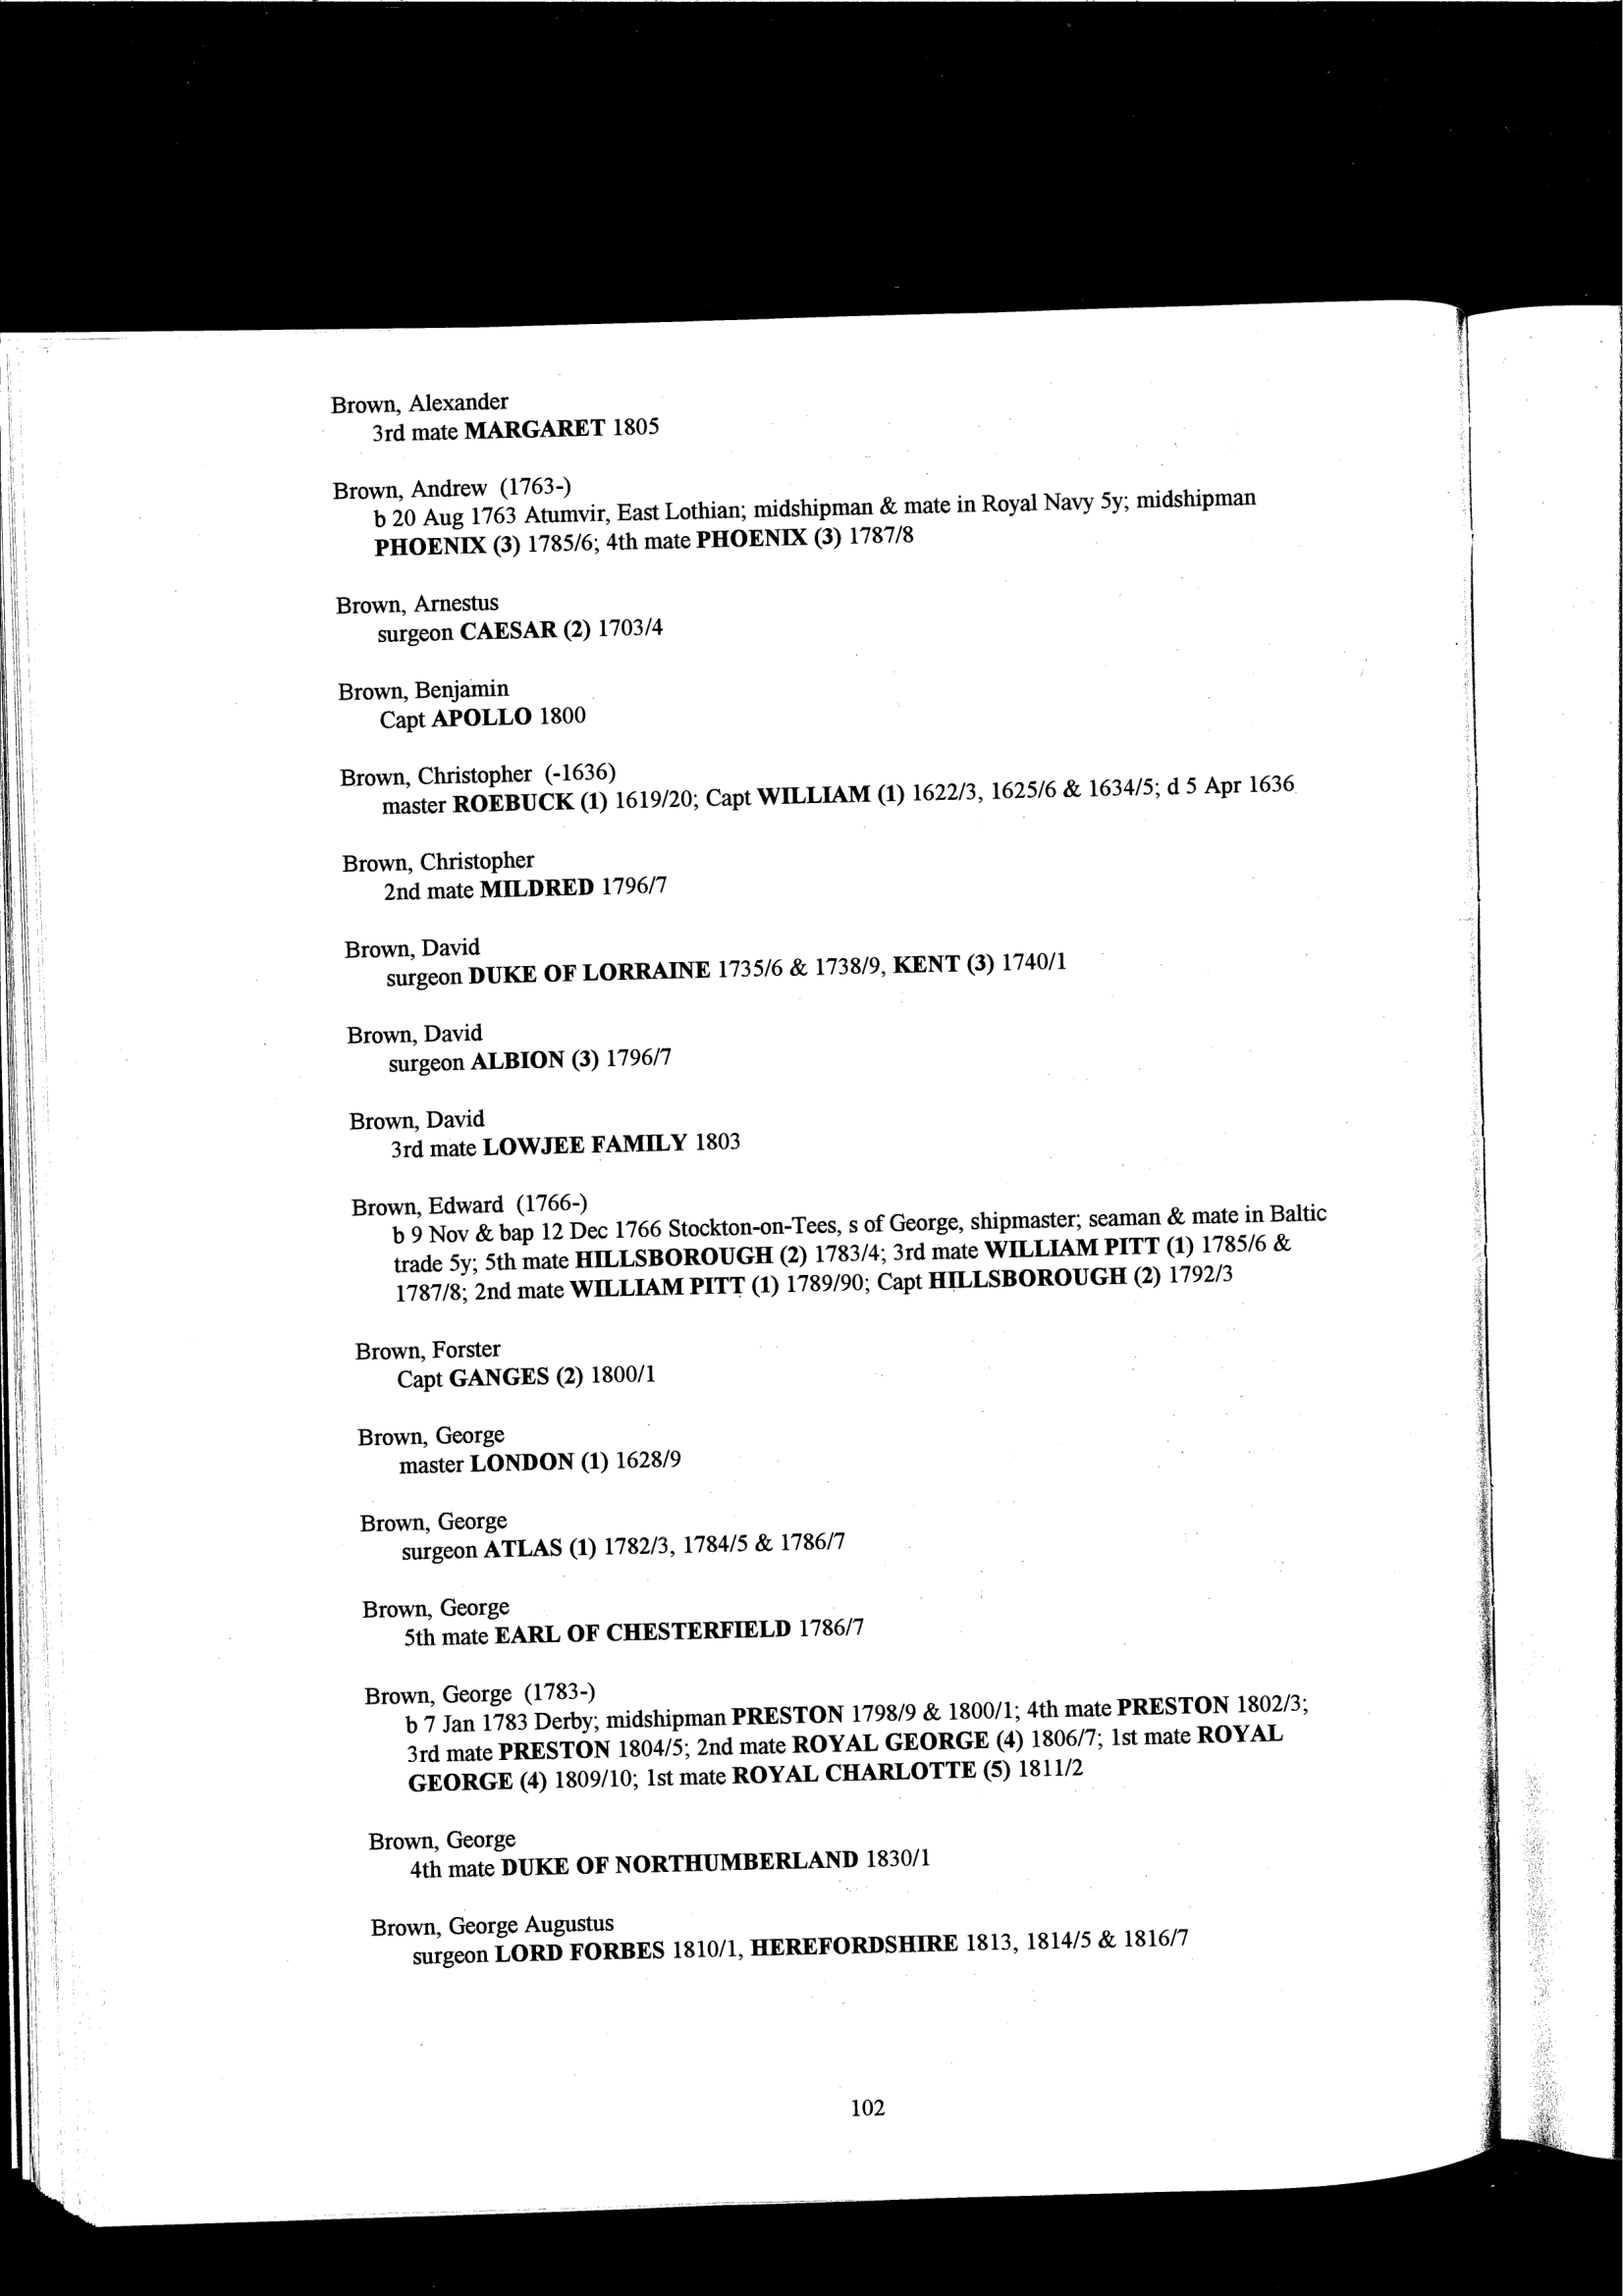 Brown, Alexander
3rd mate MARGARET 1805
Brown, Andrew (1763-)
b 20 Aug 1763 Atumvir, East Lothian; midshipman & mate in Royal Navy 5y; midshipman
PHOENIX (3) 1785/6; 4th mate PHOENIX (3) 1787/8
Brown, Arnestus
surgeon CAESAR (2) 1703/4
Brown, Benjamin
Capt APOLLO 1800
Brown, Christopher (-1636)
master ROEBUCK (1) 1619/20; Capt WILLIAM (1) 1622/3, 1625/6 & 1634/5; d 5 Apr 1636
Brown, Christopher
2nd mate MILDRED 1796/7
Brown, David
surgeon DUKE OF LORRAINE 1735/6 & 1738/9, KENT (3) 1740/1
Brown, David
surgeon ALBION (3) 1796/7
Brown, David
3rd mate LOWJEE FAMILY 1803
Brown, Edward (1766-)
b 9 Nov & bap 12 Dec 1766 Stockton-on-Tees, s of George, shipmaster; seaman & mate in Baltic
trade 5y; 5th mate HILLSBOROUGH (2) 1783/4; 3rd mate WILLIAM PITT (1) 1785/6 &
1787/8; 2nd mate WILLIAM PITT (1) 1789/90; Capt HILLSBOROUGH (2) 1792/3
Brown, Forster
Capt GANGES (2) 1800/1
Brown, George
master LONDON (1) 1628/9
Brown, George
surgeon ATLAS (1) 1782/3, 1784/5 & 1786/7
Brown, George
5th mate EARL OF CHESTERFIELD 1786/7
Brown, George (1783-)
b 7 Jan 1783 Derby; midshipman PRESTON 1798/9 & 1800/1; 4th mate PRESTON 1802/3;
3rd mate PRESTON 1804/5; 2nd mate ROYAL GEORGE (4) 1806/7; 1st mate ROYAL
GEORGE (4) 1809/10; 1st mate ROYAL CHARLOTTE (5) 1811/2
Brown, George
4th mate DUKE OF NORTHUMBERLAND 1830/1
Brown, George Augustus
surgeon LORD FORBES 1810/1, HEREFORDSHIRE 1813, 1814/5 & 1816/7
102